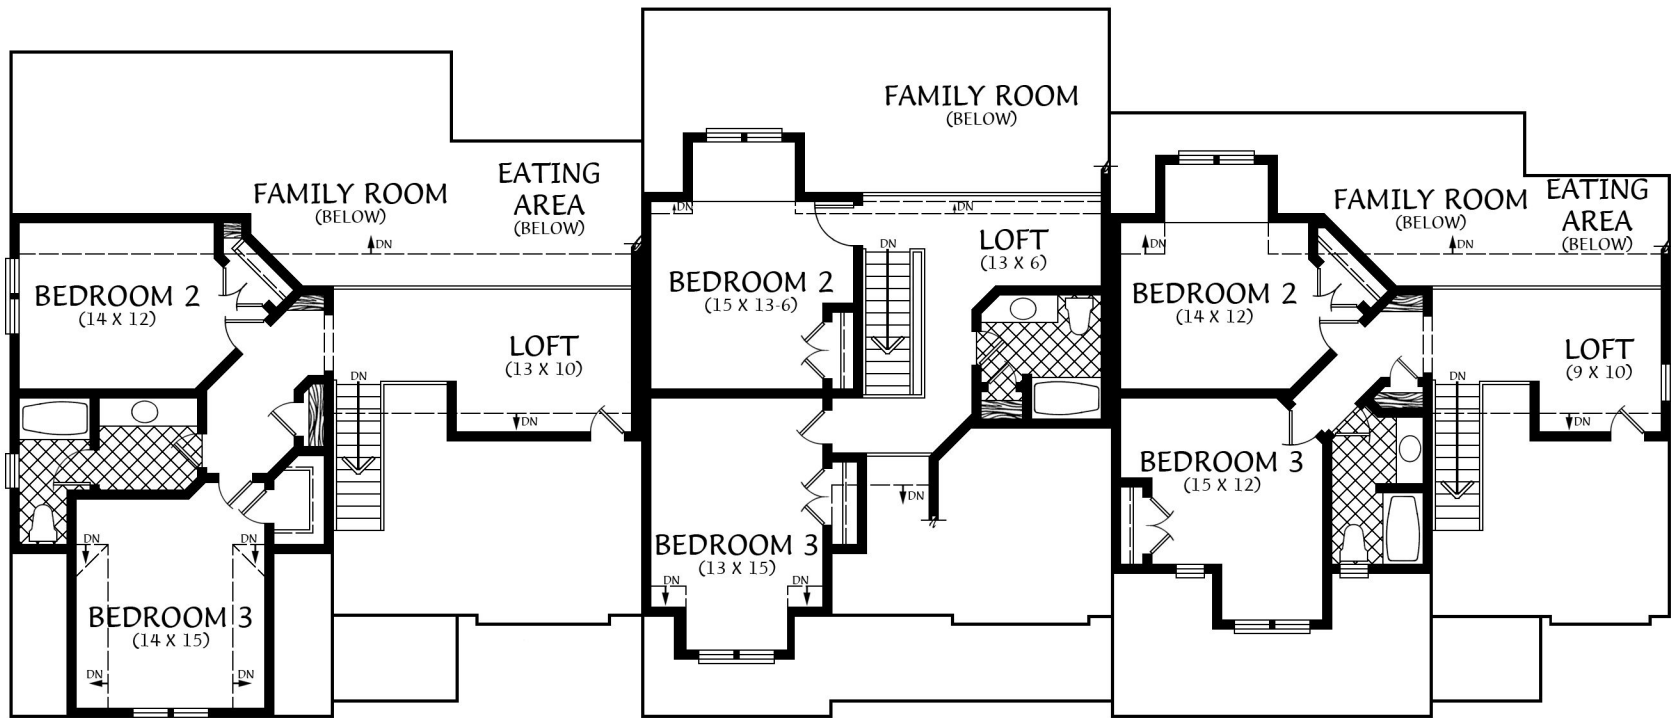 FAMILY ROOM
(BELOW)
EATING
AREA
(BELOW)
DN
BEDROOM 2
(14 X 12)
LOFT
(13 X 10)
DN
DN
DN
DN
BEDROOM 3
(14 X 15)
DN
DN
FAMILY ROOM
(BELOW)
DN
DN
LOFT
(13 X 6)
DN
BEDROOM 2
(15 X 13-6)
DN
BEDROOM 3
(13 X 15)
DN
DN
FAMILY ROOM
(BELOW)
EATING
AREA
(BELOW)
DN
DN
BEDROOM 2
(14 X 12)
LOFT
(9 X 10)
DN
DN
BEDROOM 3
(15 X 12)